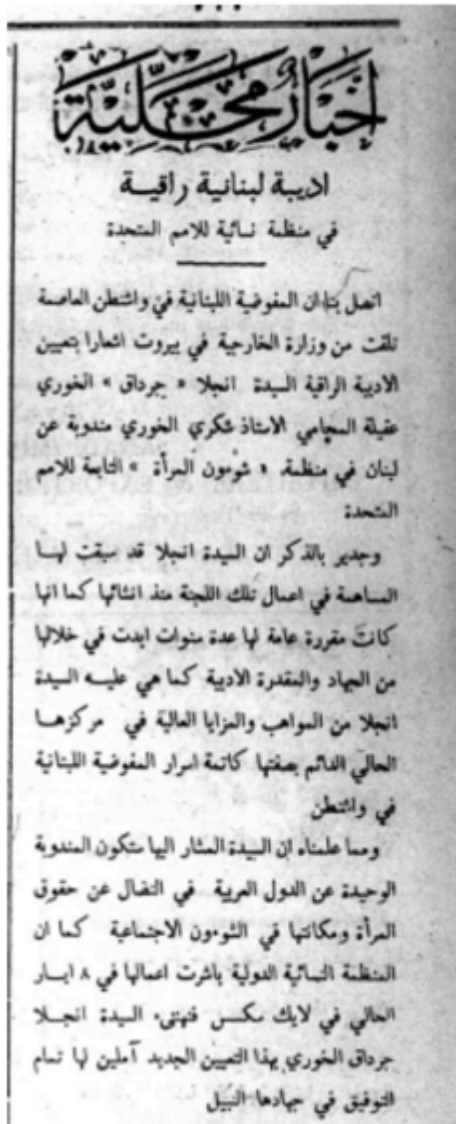 اخبار محلية
اديبة لبنانية راقية
في منظمة نسائية للامم المتحدة
اتصل بنا ان المفوضية اللبنانية في واشنطن العاصمة
تلقت من وزارة الخارجية في بيروت اشعارا بتعيين
الاديبة الراقية السيدة انجلا « جرداق » الخوري
عقيلة المحامي الاستاذ شكري الخوري مندوبة عن
لبنان في منظمة « شوءون المرأة » التابعة للامم
المتحدة
وجدير بالذكر ان السيدة انجلا قد سبقت لها
المساهمة في اعمال تلك اللجنة منذ انشائها كما انها
كانت مقررة عامة لها عدة سنوات ابدت في خلالها
من الجهاد والمقدرة الادبية كما هي عليه السيدة
انجلا من المواهب والمزايا العالية في مركزها
الحالي الدائم بصفتها كاتمة اسرار المفوضية اللبنانية
في واشنطن
ومما علمناه ان السيدة المشار اليها ستكون المندوبة
الوحيدة عن الدول العربية في النضال عن حقوق
المرأة ومكانتها في الشوءون الاجتماعية كما ان
المنظمة النسائية الدولية باشرت اعمالها في ٨ ايار
الحالي في لايك سكسس فنهنىء السيدة انجلا
جرداق الخوري بهذا التعيين الجديد آملين لها تمام
التوفيق في جهادها النبيل